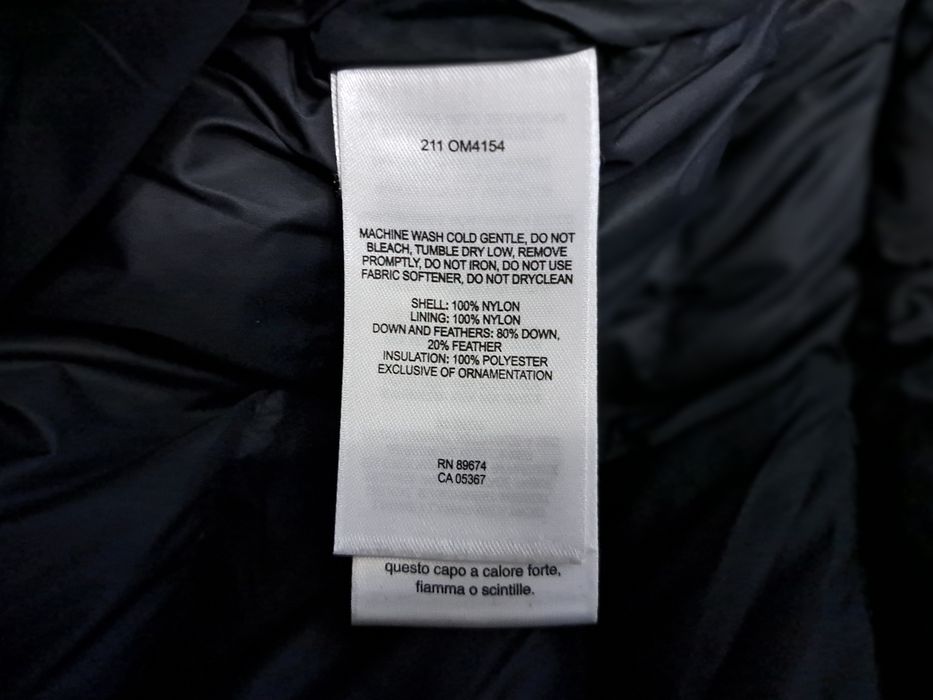 211 OM4154
MACHINE WASH COLD GENTLE, DO NOT
BLEACH, TUMBLE DRY LOW, REMOVE
PROMPTLY, DO NOT IRON, DO NOT USE
FABRIC SOFTENER, DO NOT DRYCLEAN
SHELL: 100% NYLON
LINING: 100% NYLON
DOWN AND FEATHERS: 80% DOWN,
20% FEATHER
INSULATION: 100% POLYESTER
EXCLUSIVE OF ORNAMENTATION
RN 89674
CA 05367
questo capo a calore forte,
fiamma o scintille.